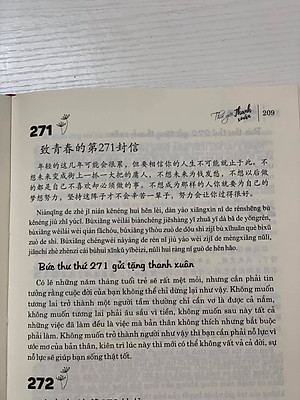 Thư gửi thanh xuân
209
271
致青春的第271封信
年轻的这几年可能会很累，但要相信你的人生不可能就止于此。不
想未来变成街上一抓一大把的庸人，不想未来为钱发愁，不想以后做
的都是自己不喜欢却必须做的事。不想成为那样的人你就要为自己的
梦想努力，坚持这阵子才不会辛苦一辈子，努力会让你过得很好。
Niánqīng de zhè jǐ nián kěnéng huì hěn lèi, dàn yào xiāngxìn nǐ de rénshēng bù
kěnéng jiù zhǐ yúcǐ. Bùxiǎng wèilái biànchéng jiēshàng yī zhuā yī dà bǎ de yōngrén,
bùxiǎng wèilái wèi qián fāchóu, bùxiǎng yǐhòu zuò de dōu shì zìjǐ bù xǐhuān què bìxū
zuò de shì. Bùxiǎng chéngwéi nàyàng de rén nǐ jiù yào wèi zìjǐ de mèngxiǎng nǔlì,
jiānchí zhè zhènzi cái bùhuì xīnkǔ yībèizi, nǔlì huì ràng nǐ guò de hěn hǎo.
Bức thư thứ 271 gửi tặng thanh xuân
Có lẽ những năm tháng tuổi trẻ sẽ rất mệt mỏi, nhưng cần phải tin
tưởng rằng cuộc đời của bạn không thể chỉ dừng lại như vậy. Không muốn
tương lai trở thành một người tầm thường chỉ cần vơ là được cả nắm,
không muốn tương lai phải âu sầu vì tiền, không muốn sau này tất cả
những việc đã làm đều là việc mà bản thân không thích nhưng bắt buộc
phải làm. Không muốn trở thành người như vậy thì bạn cần phải nỗ lực vì
ước mơ của bản thân, kiên trì lúc này thì mới có thể không vất vả cả đời, sự
nỗ lực sẽ giúp bạn sống thật tốt.
272